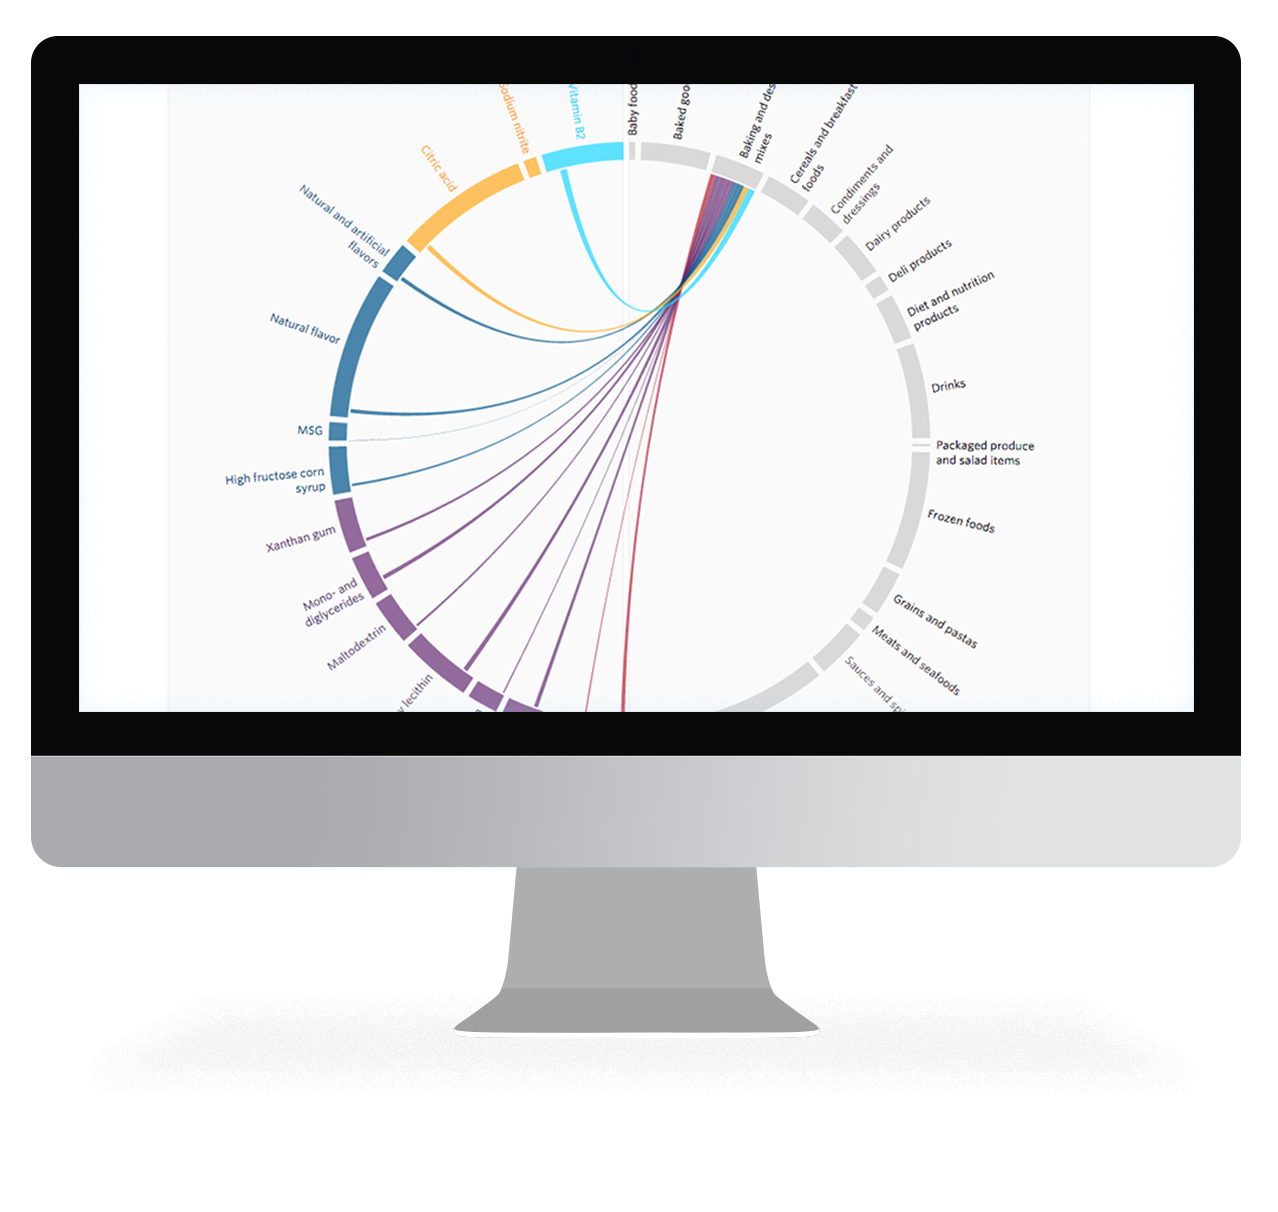 Sodium nitrite
Vitamin B2
Baby food
Baked goo
Baking and des
mixes
Cereals and breakfast
foods
Condiments and
dressings
Dairy products
Deli products
Diet and nutrition
products
Drinks
Packaged produce
and salad items
Frozen foods
Grains and pastas
Meats and seafoods
Sauces and spi
Citric acid
Natural and artificial
flavors
Natural flavor
MSG
High fructose corn
syrup
Xanthan gum
Mono- and
diglycerides
Maltodextrin
y lecithin